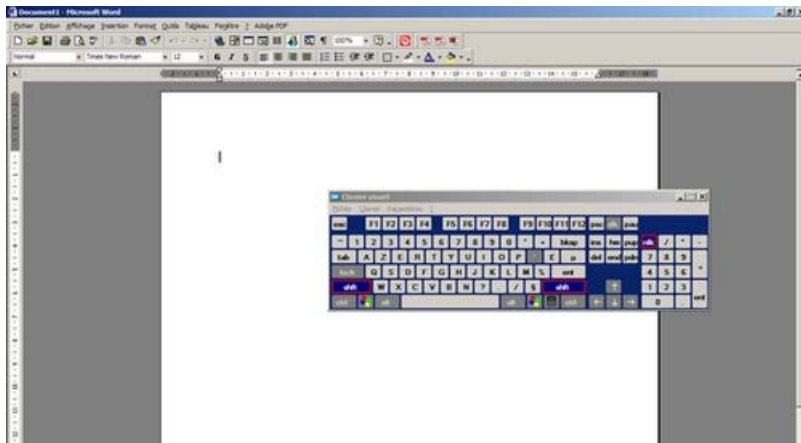 Document1 - Microsoft Word
Fichier Edition Affichage Insertion Format Outils Tableau Fenêtre ? Adobe PDF
100%
Normal Times New Roman 12 G I S
Clavier visuel
Fichier Clavier Paramètres ?
esc F1 F2 F3 F4 F5 F6 F7 F8 F9 F10 F11 F12 psc slk pau
1 2 3 4 5 6 7 8 9 0 ° + bksp ins hm pup nlk / * -
tab A Z E R T Y U I O P ¨ £ µ del end pdn 7 8 9 +
lock Q S D F G H J K L M % ent 4 5 6
shft W X C V B N ? . / § shft ↑ 1 2 3 ent
ctrl alt alt ctrl ← ↓ → 0 .